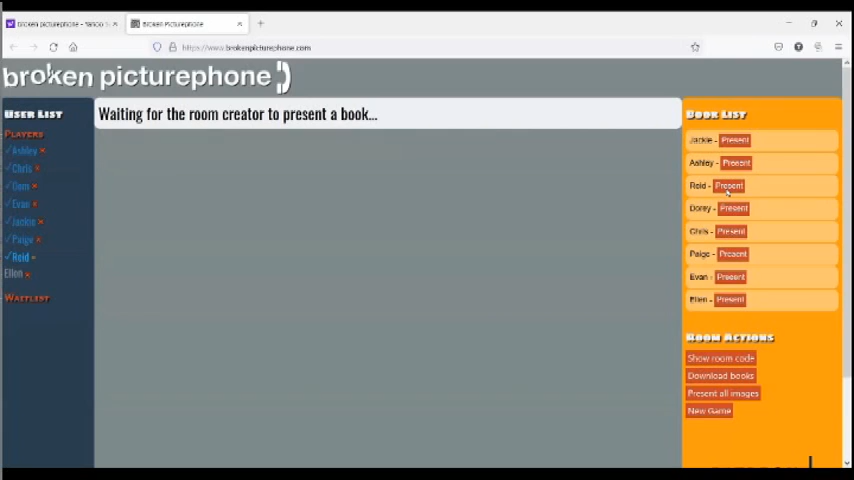 Broken picturephone - Yahoo S
Broken Picturephone
https://www.brokenpicturephone.com
broken picturephone
User List
Players
✓Ashley ×
✓Chris ×
✓Dom ×
✓Evan ×
✓Jackie ×
✓Paige ×
✓Reid
Ellen ×
Waitlist
Waiting for the room creator to present a book...
Book List
Jackie - Present
Ashley - Present
Reid - Present
Dorey - Present
Chris - Present
Paige - Present
Evan - Present
Ellen - Present
Room Actions
Show room code
Download books
Present all images
New Game